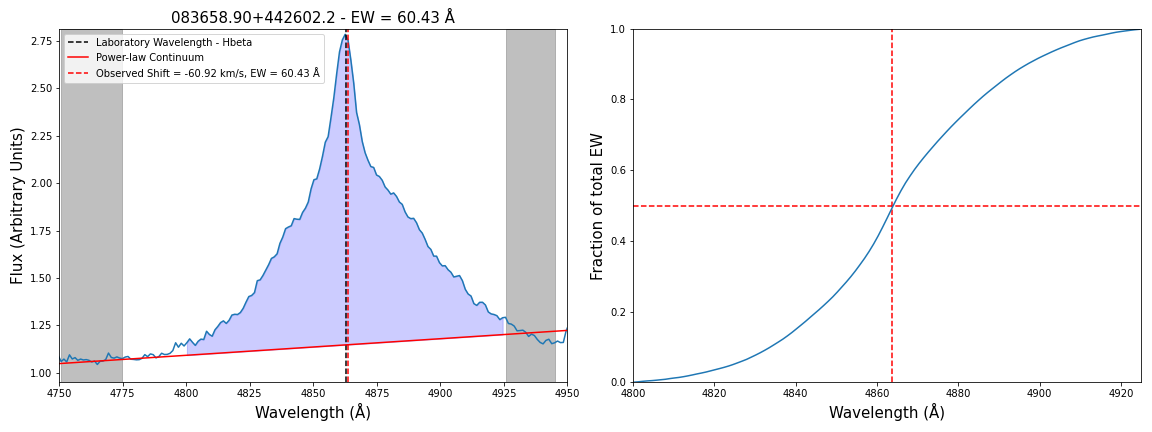 083658.90+442602.2 - EW = 60.43 Å
Laboratory Wavelength - Hbeta
Power-law Continuum
Observed Shift = -60.92 km/s, EW = 60.43 Å
Flux (Arbitrary Units)
2.75
2.50
2.25
2.00
1.75
1.50
1.25
1.00
4750 4775 4800 4825 4850 4875 4900 4925 4950
Wavelength (Å)
Fraction of total EW
1.0
0.8
0.6
0.4
0.2
0.0
4800 4820 4840 4860 4880 4900 4920
Wavelength (Å)